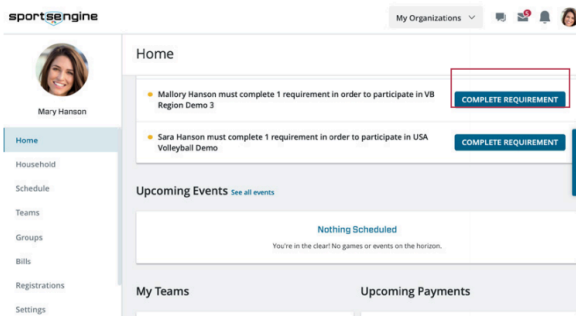 sportsengine
My Organizations
5
Home
Mary Hanson
Home
Household
Schedule
Teams
Groups
Bills
Registrations
Settings
Mallory Hanson must complete 1 requirement in order to participate in VB
Region Demo 3
COMPLETE REQUIREMENT
Sara Hanson must complete 1 requirement in order to participate in USA
Volleyball Demo
COMPLETE REQUIREMENT
Upcoming Events See all events
Nothing Scheduled
You're in the clear! No games or events on the horizon.
My Teams
Upcoming Payments